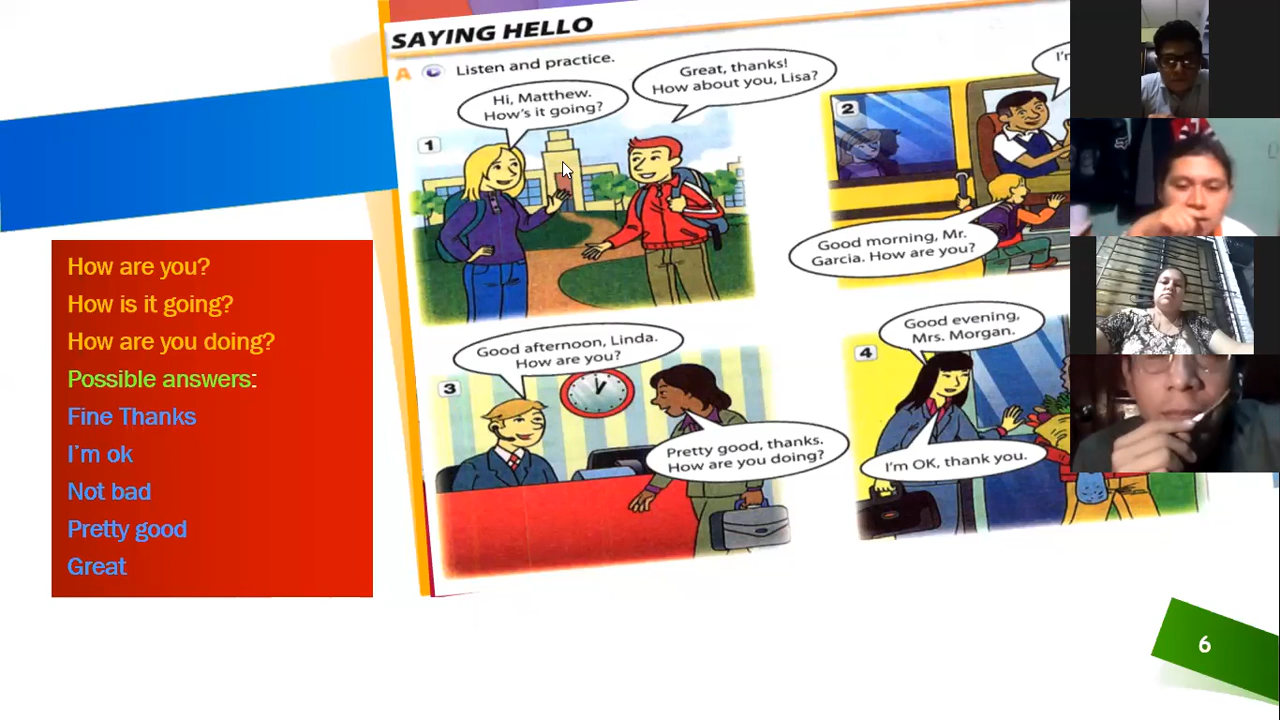 SAYING HELLO
A Listen and practice.
Hi, Matthew.
How's it going?
Great, thanks!
How about you, Lisa?
1
2
I'm
Good morning, Mr.
Garcia. How are you?
3
Good afternoon, Linda.
How are you?
Pretty good, thanks.
How are you doing?
4
Good evening,
Mrs. Morgan.
I'm OK, thank you.
How are you?
How is it going?
How are you doing?
Possible answers:
Fine Thanks
I'm ok
Not bad
Pretty good
Great
6